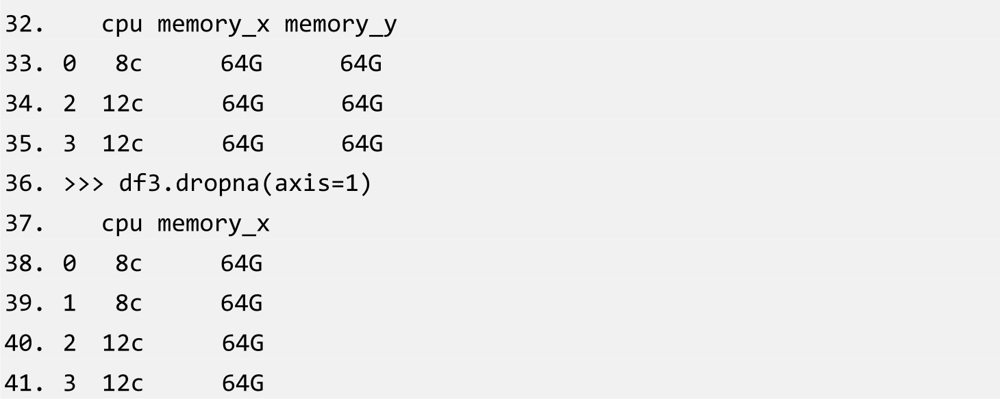 32.    cpu memory_x memory_y
33. 0   8c      64G      64G
34. 2  12c      64G      64G
35. 3  12c      64G      64G
36. >>> df3.dropna(axis=1)
37.    cpu memory_x
38. 0   8c      64G
39. 1   8c      64G
40. 2  12c      64G
41. 3  12c      64G